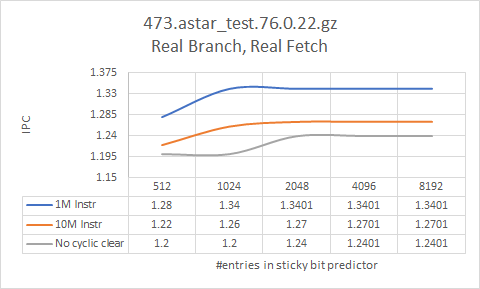 473.astar_test.76.0.22.gz
Real Branch, Real Fetch
1.375
1.33
1.285
1.24
1.195
1.15
IPC
512 1024 2048 4096 8192
1M Instr 1.28 1.34 1.3401 1.3401 1.3401
10M Instr 1.22 1.26 1.27 1.2701 1.2701
No cyclic clear 1.2 1.2 1.24 1.2401 1.2401
#entries in sticky bit predictor